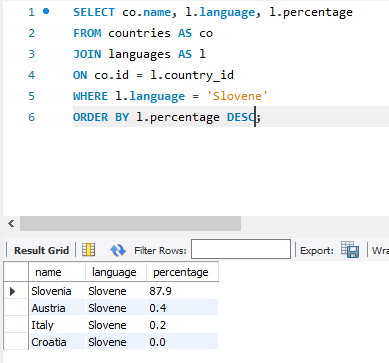 1 SELECT co.name, l.language, l.percentage
2 FROM countries AS co
3 JOIN languages AS l
4 ON co.id = l.country_id
5 WHERE l.language = 'Slovene'
6 ORDER BY l.percentage DESC;
Result Grid Filter Rows: Export: Wra
name language percentage
Slovenia Slovene 87.9
Austria Slovene 0.4
Italy Slovene 0.2
Croatia Slovene 0.0